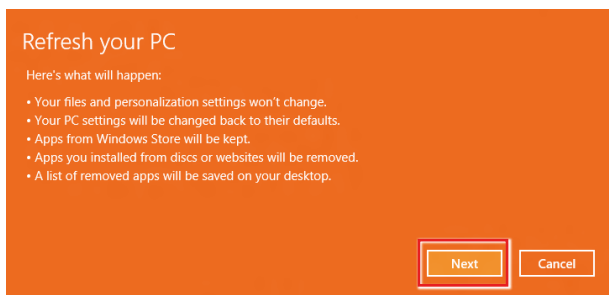 Refresh your PC
Here's what will happen:
• Your files and personalization settings won't change.
• Your PC settings will be changed back to their defaults.
• Apps from Windows Store will be kept.
• Apps you installed from discs or websites will be removed.
• A list of removed apps will be saved on your desktop.
Next Cancel